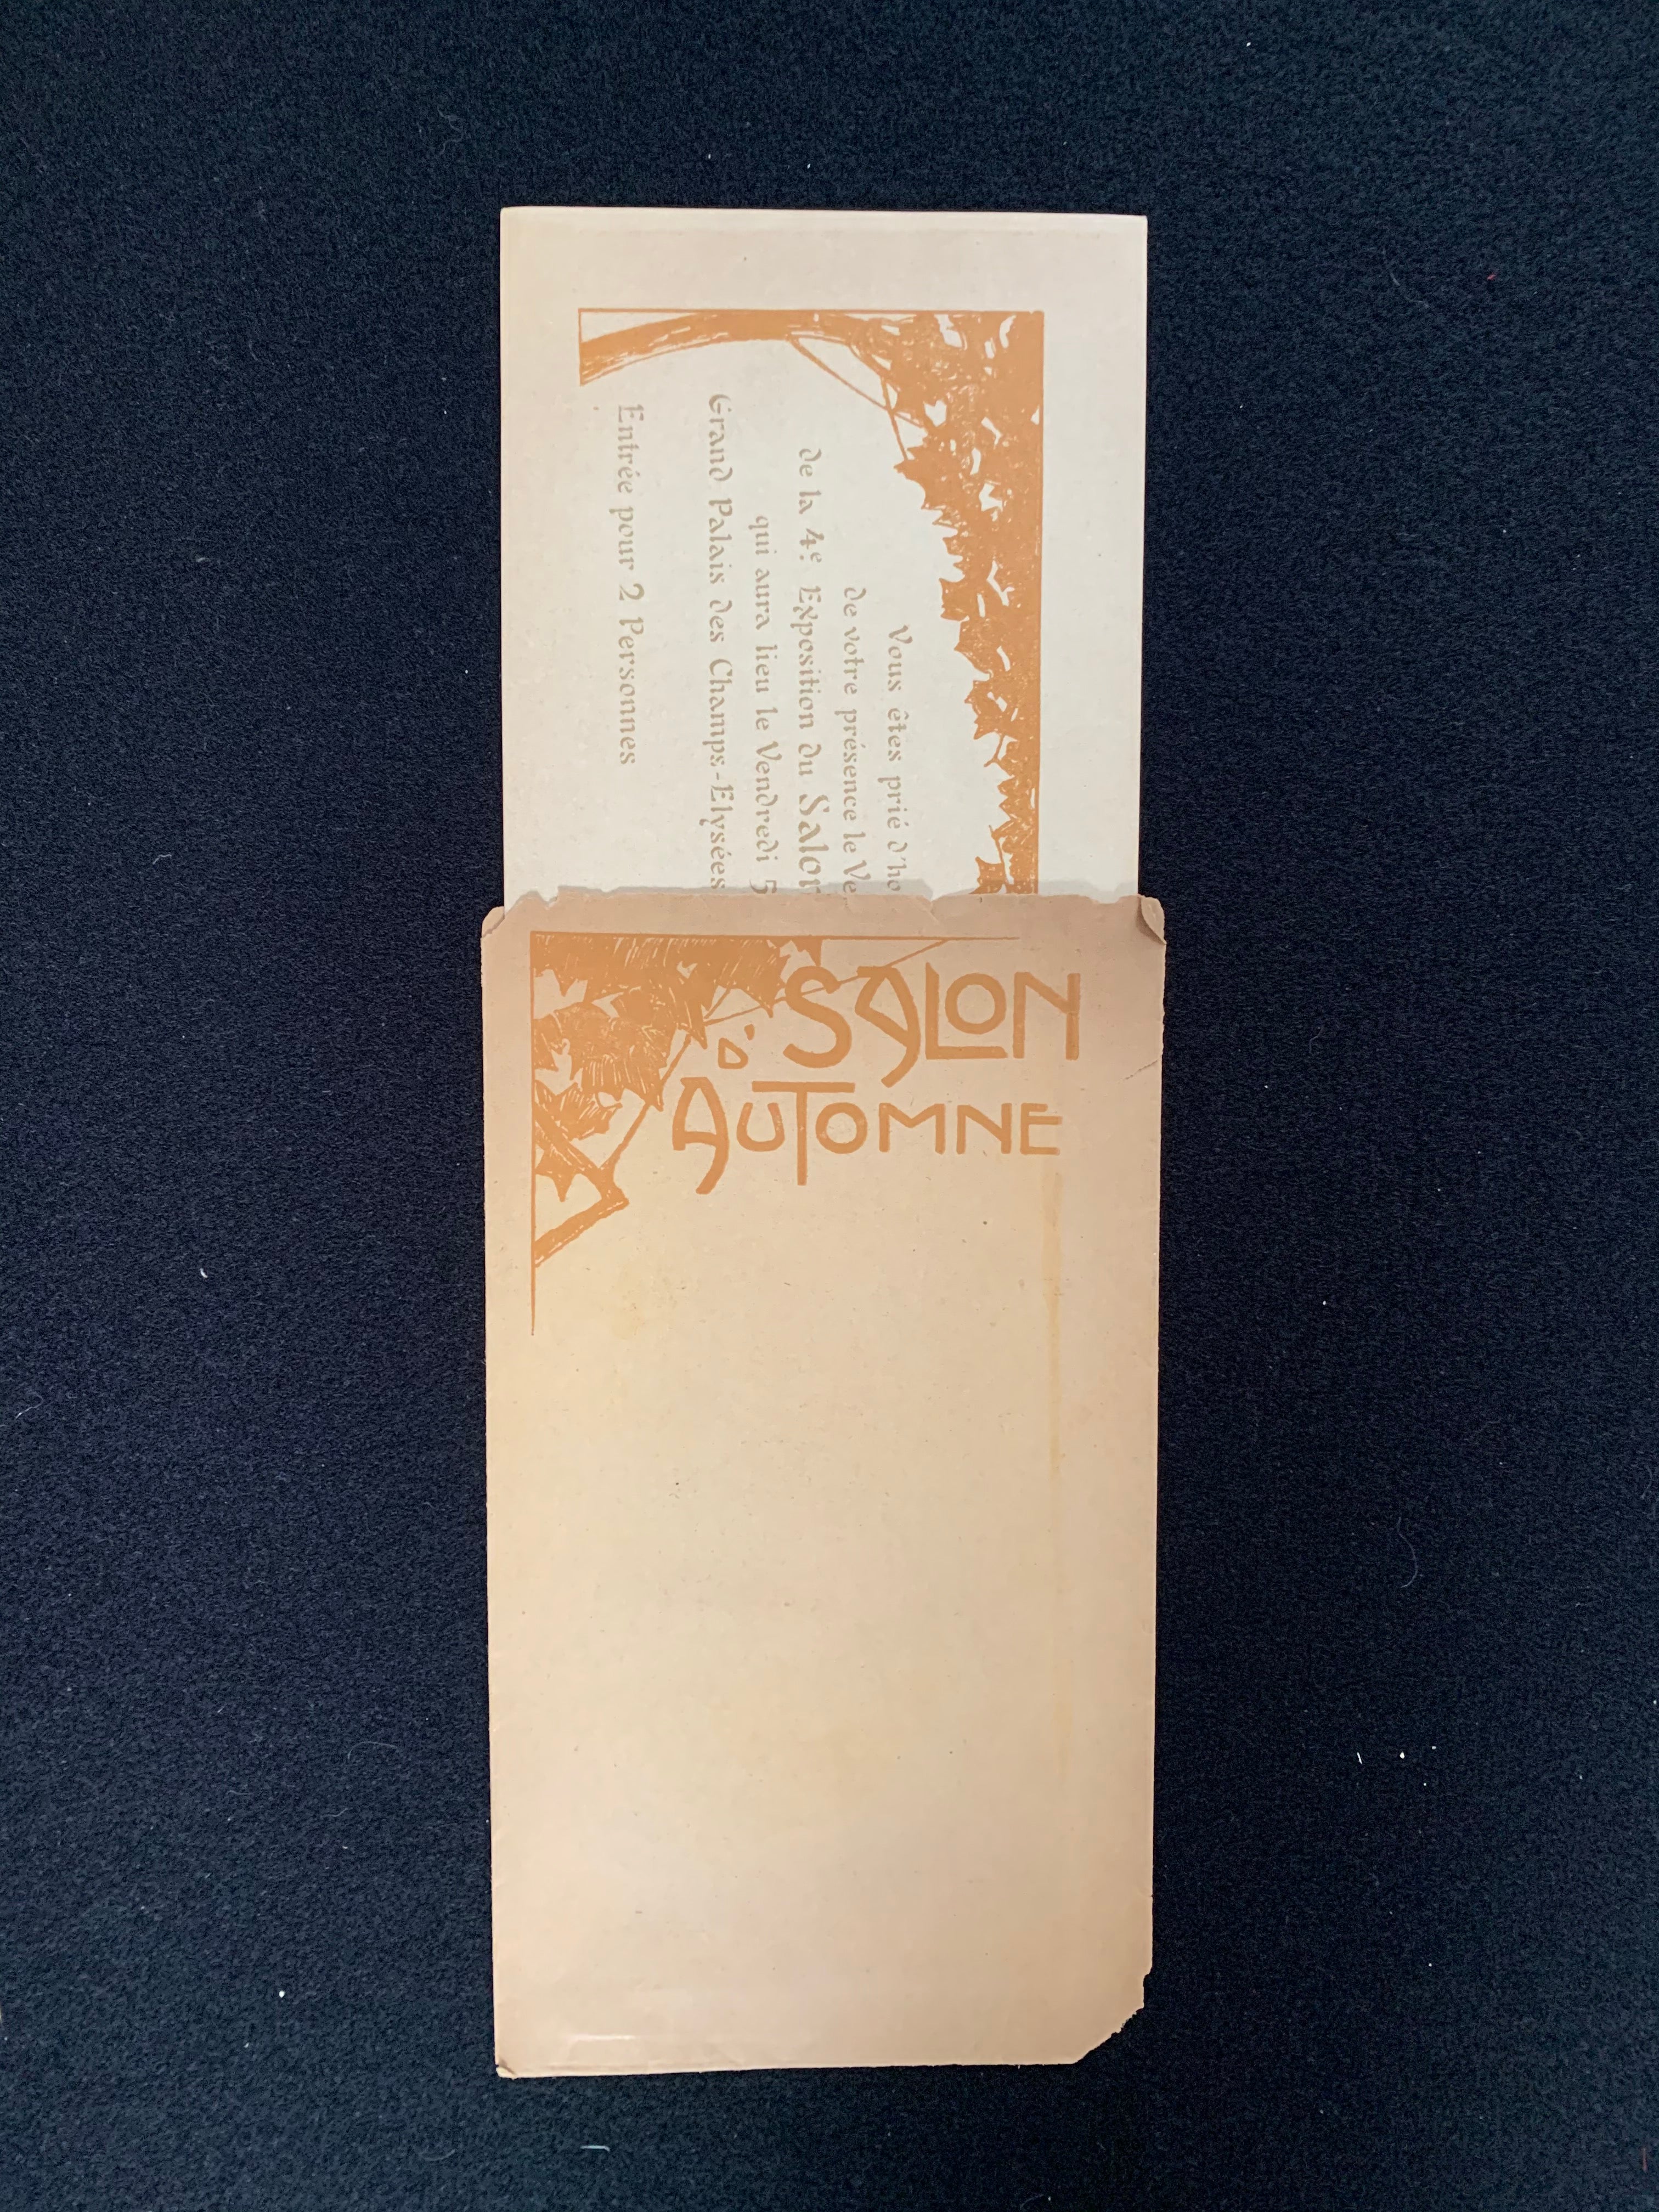 Vous êtes prié d'ho
de votre présence le Ve
de la 4e Exposition du Salon
qui aura lieu le Vendredi 5
Grand Palais des Champs-Elysées
Entrée pour 2 Personnes
SALON
D'
AUTOMNE